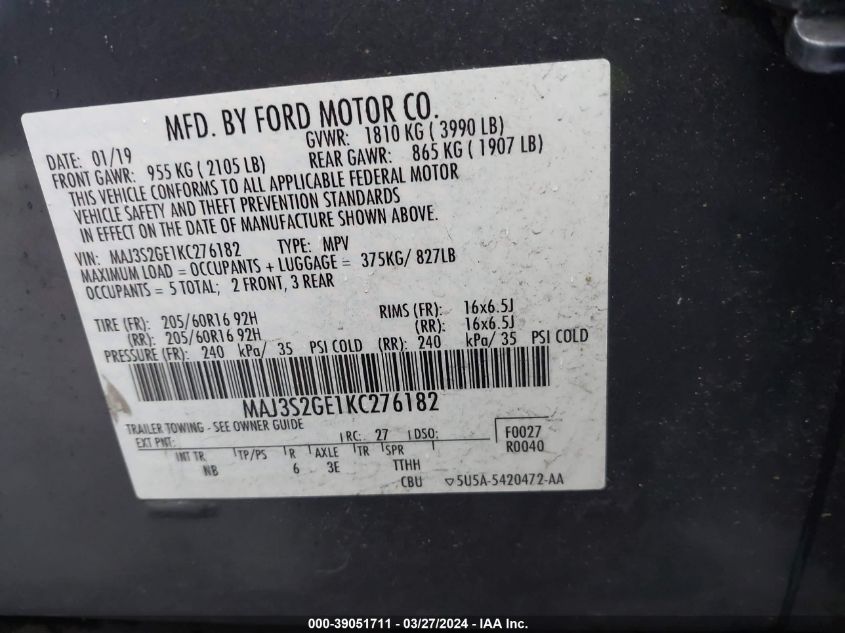 MFD. BY FORD MOTOR CO.
DATE: 01/19 GVWR: 1810 KG ( 3990 LB)
FRONT GAWR: 955 KG ( 2105 LB) REAR GAWR: 865 KG ( 1907 LB)
THIS VEHICLE CONFORMS TO ALL APPLICABLE FEDERAL MOTOR
VEHICLE SAFETY AND THEFT PREVENTION STANDARDS
IN EFFECT ON THE DATE OF MANUFACTURE SHOWN ABOVE.
VIN: MAJ3S2GE1KC276182 TYPE: MPV
MAXIMUM LOAD = OCCUPANTS + LUGGAGE = 375KG/ 827LB
OCCUPANTS = 5 TOTAL; 2 FRONT, 3 REAR
TIRE (FR): 205/60R16 92H RIMS (FR): 16x6.5J
(RR): 205/60R16 92H (RR): 16x6.5J
PRESSURE (FR): 240 kPa/ 35 PSI COLD (RR): 240 kPa/ 35 PSI COLD
MAJ3S2GE1KC276182
TRAILER TOWING - SEE OWNER GUIDE
EXT PNT: RC: 27 DSO: F0027
R0040
INT TR TP/PS R AXLE TR SPR
NB 6 3E TTHH
CBU ▽5U5A-5420472-AA
000-39051711 - 03/27/2024 - IAA Inc.